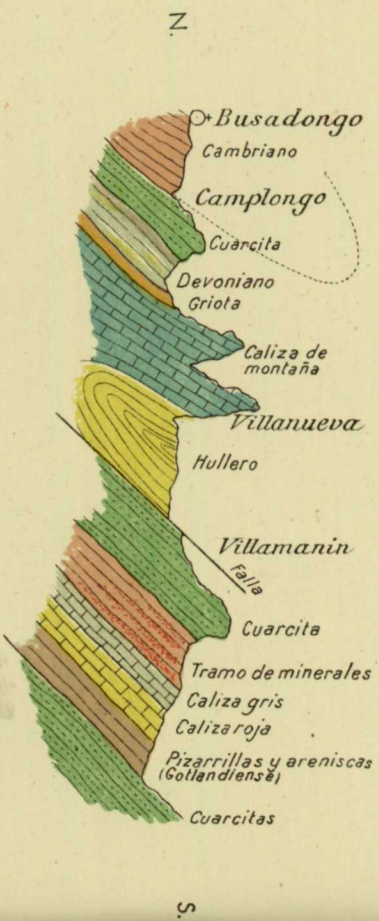 N
Busadongo
Cambriano
Camplongo
Cuarcita
Devoniano
Griota
Caliza de
montaña
Villanueva
Hullero
Villamanín
Falla
Cuarcita
Tramo de minerales
Caliza gris
Caliza roja
Pizarrillas y areniscas
(Gotlandiense)
Cuarcitas
S.